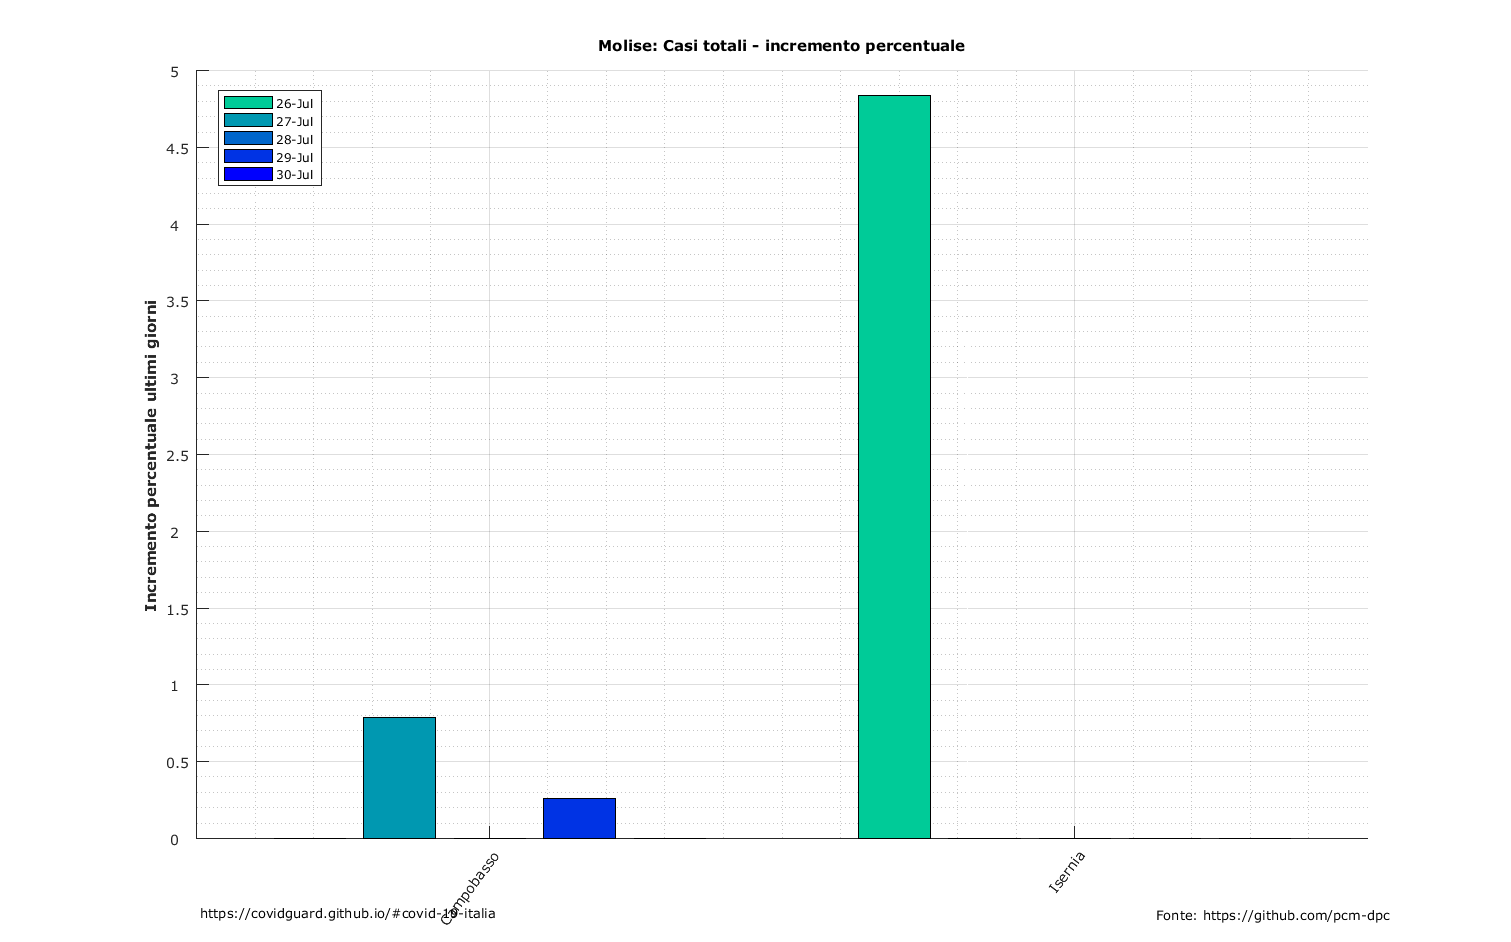 Molise: Casi totali - incremento percentuale
26-Jul
27-Jul
28-Jul
29-Jul
30-Jul
Incremento percentuale ultimi giorni
5
4.5
4
3.5
3
2.5
2
1.5
1
0.5
0
Campobasso
Isernia
https://covidguard.github.io/#covid-19-italia
Fonte: https://github.com/pcm-dpc